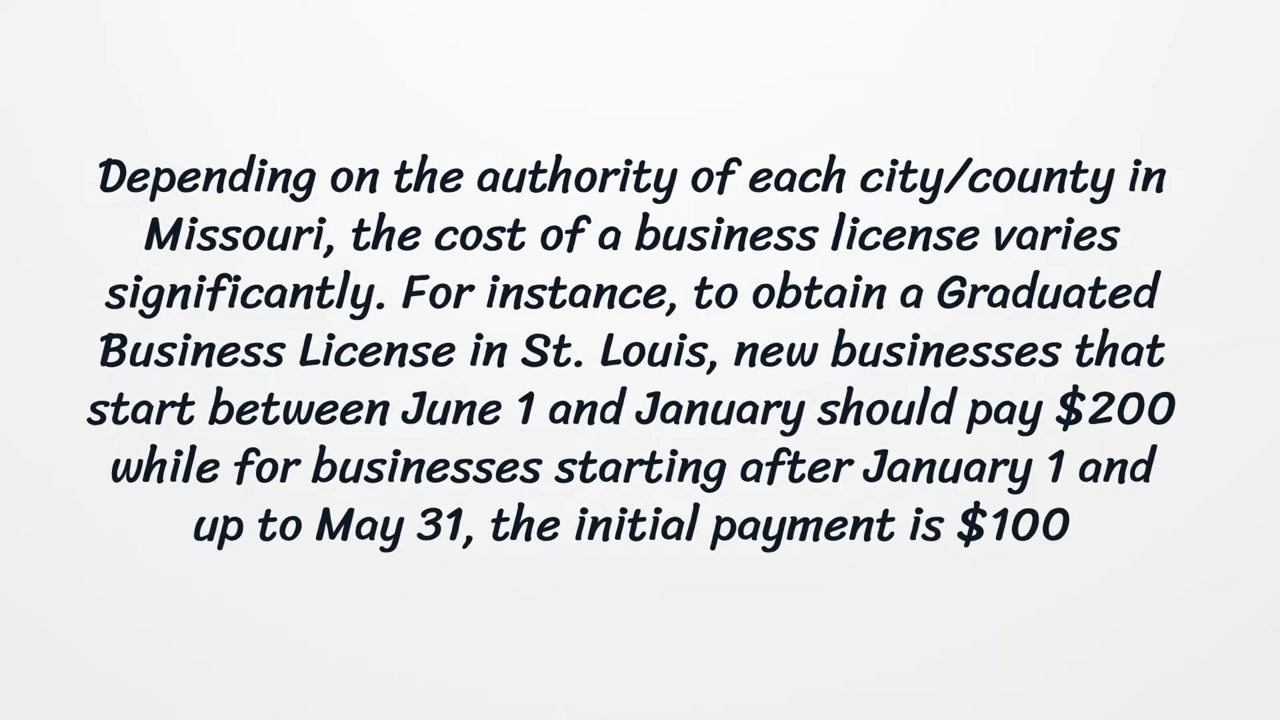 Depending on the authority of each city/county in
Missouri, the cost of a business license varies
significantly. For instance, to obtain a Graduated
Business License in St. Louis, new businesses that
start between June 1 and January should pay $200
while for businesses starting after January 1 and
up to May 31, the initial payment is $100